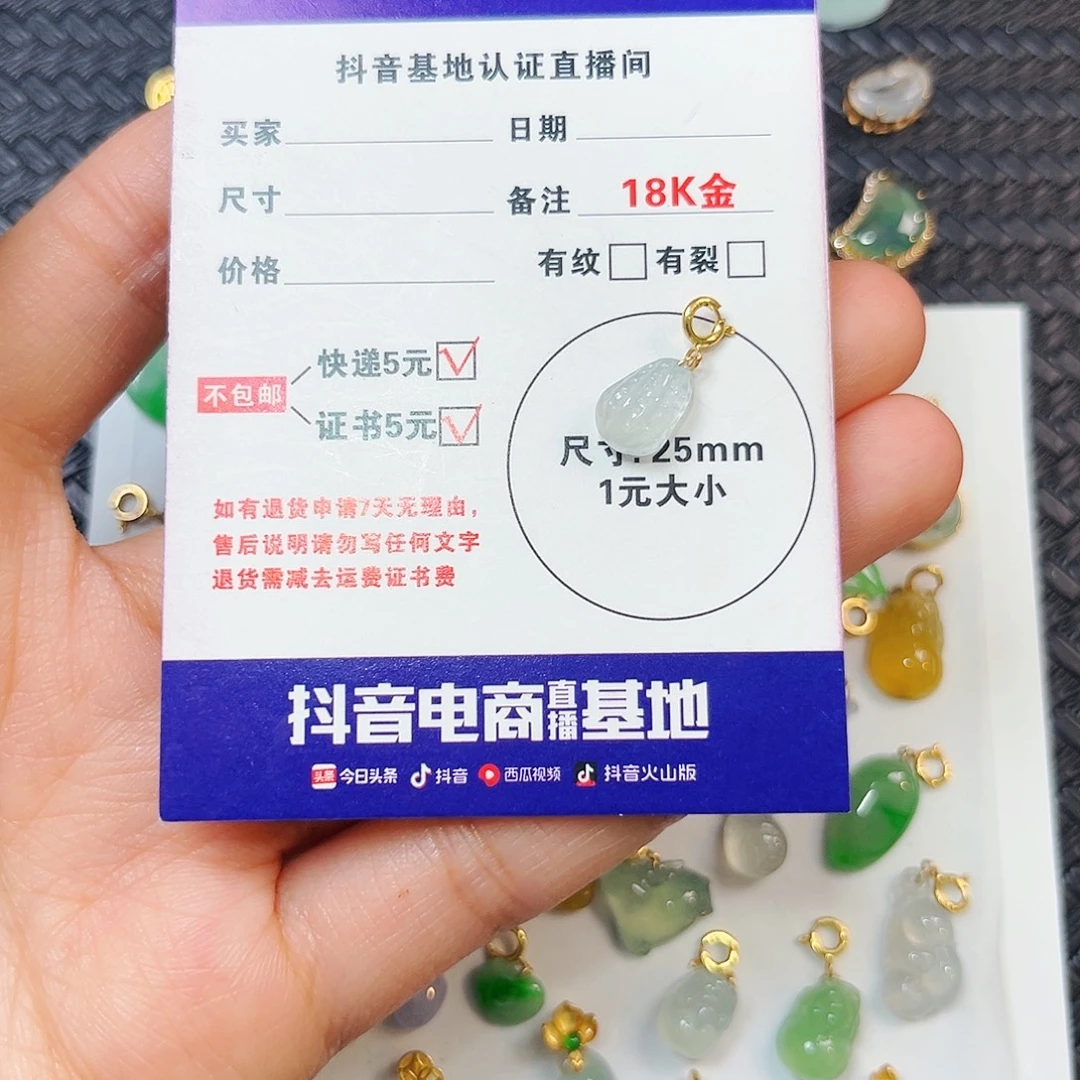 抖音基地认证直播间
买家 日期
尺寸 备注 18K金
价格 有纹 有裂
不包邮
快递5元
证书5元
尺寸:25mm
1元大小
如有退货申请7天无理由,
售后说明请勿写任何文字
退货需减去运费证书费
抖音电商直播基地
头条 今日头条 抖音 西瓜视频 抖音火山版